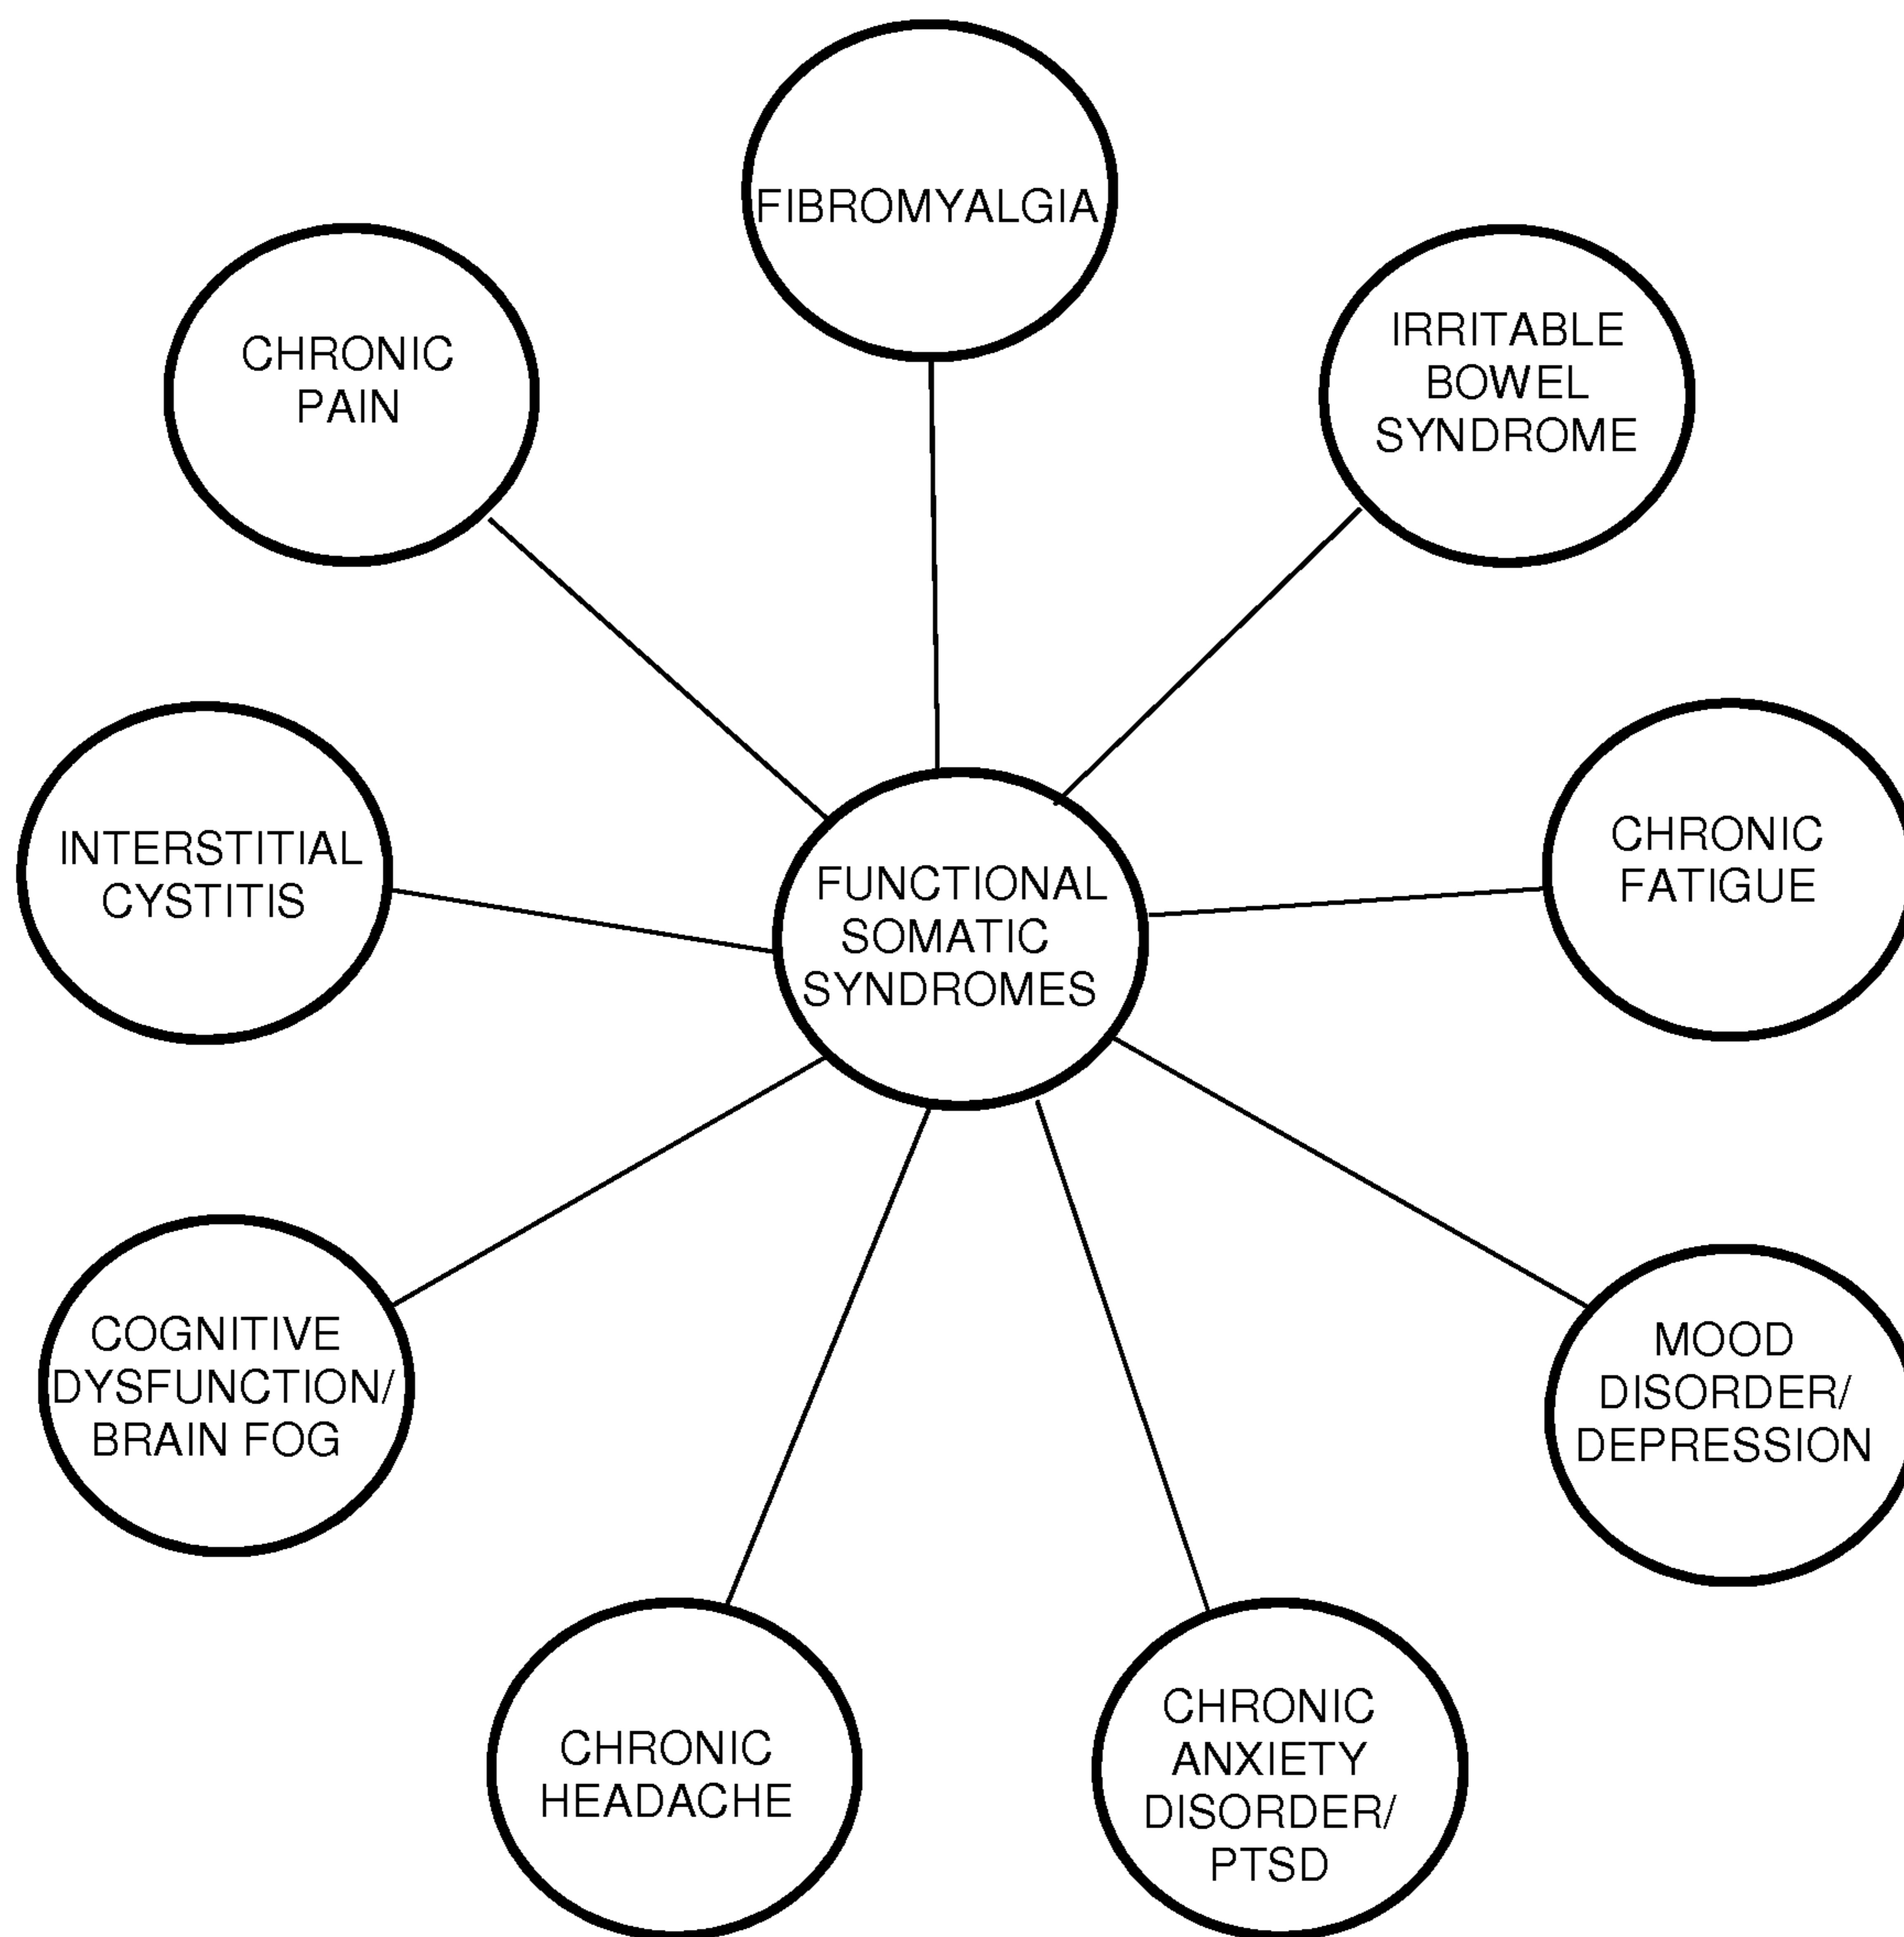 FIBROMYALGIA
CHRONIC
PAIN
IRRITABLE
BOWEL
SYNDROME
INTERSTITIAL
CYSTITIS
FUNCTIONAL
SOMATIC
SYNDROMES
CHRONIC
FATIGUE
COGNITIVE
DYSFUNCTION/
BRAIN FOG
MOOD
DISORDER/
DEPRESSION
CHRONIC
HEADACHE
CHRONIC
ANXIETY
DISORDER/
PTSD